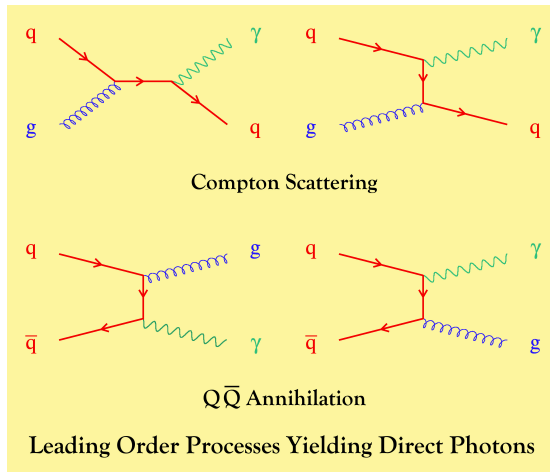 q γ q γ
g q g q
Compton Scattering
q g q γ
q̅ γ q̅ g
QQ̅ Annihilation
Leading Order Processes Yielding Direct Photons